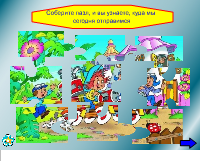 Соберите пазл, и вы узнаете, куда мы
сегодня отправимся